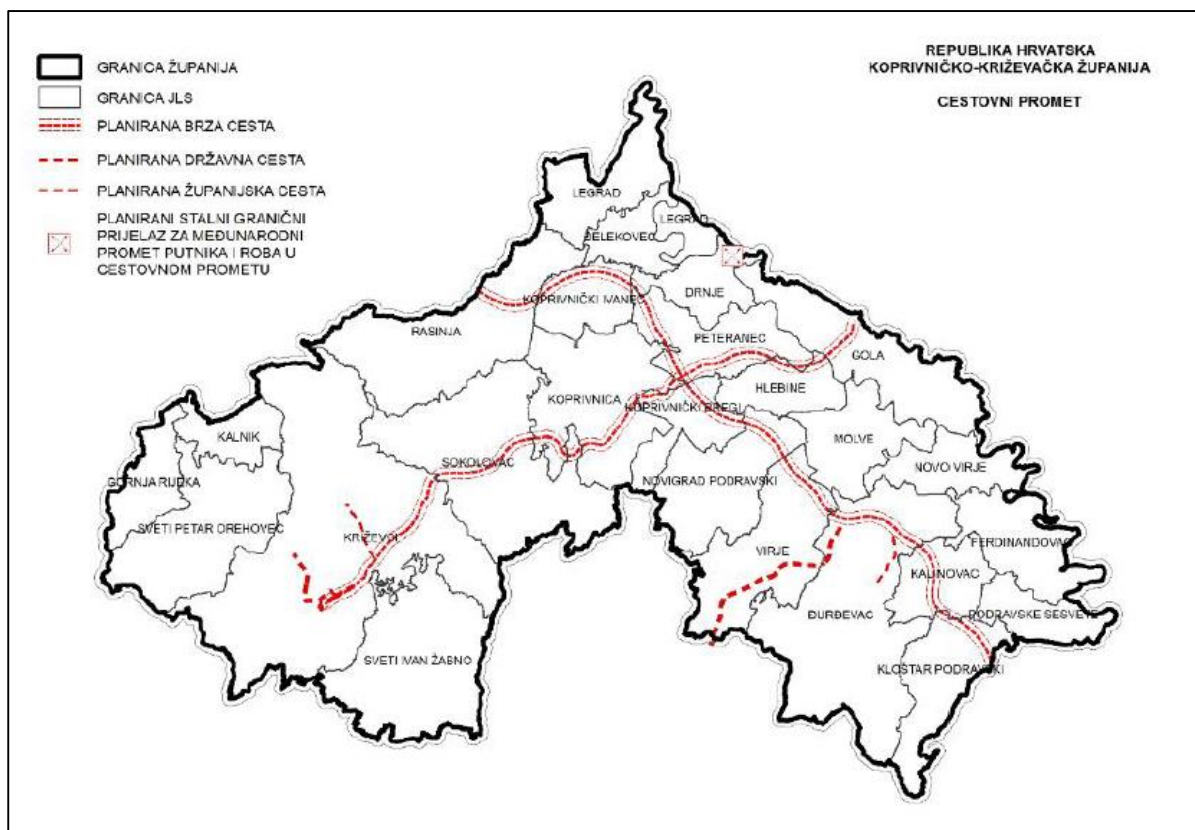 GRANICA ŽUPANIJA
GRANICA JLS
PLANIRANA BRZA CESTA
PLANIRANA DRŽAVNA CESTA
PLANIRANA ŽUPANIJSKA CESTA
PLANIRANI STALNI GRANIČNI
PRIJELAZ ZA MEĐUNARODNI
PROMET PUTNIKA I ROBA U
CESTOVNOM PROMETU
REPUBLIKA HRVATSKA
KOPRIVNIČKO-KRIŽEVAČKA ŽUPANIJA
CESTOVNI PROMET
LEGRAD
LEGRAD
ĐELEKOVEC
DRNJE
KOPRIVNIČKI IVANEC
RASINJA
PETERANEC
GOLA
HLEBINE
KOPRIVNICA
KOPRIVNIČKI BREGI
KALNIK
MOLVE
SOKOLOVAC
NOVO VIRJE
GORNJA RIJEKA
NOVIGRAD PODRAVSKI
SVETI PETAR OREHOVEC
KRIŽEVCI
FERDINANDOVAC
VIRJE
KALINOVAC
ĐURĐEVAC
PODRAVSKE SESVETE
SVETI IVAN ŽABNO
KLOŠTAR PODRAVSKI